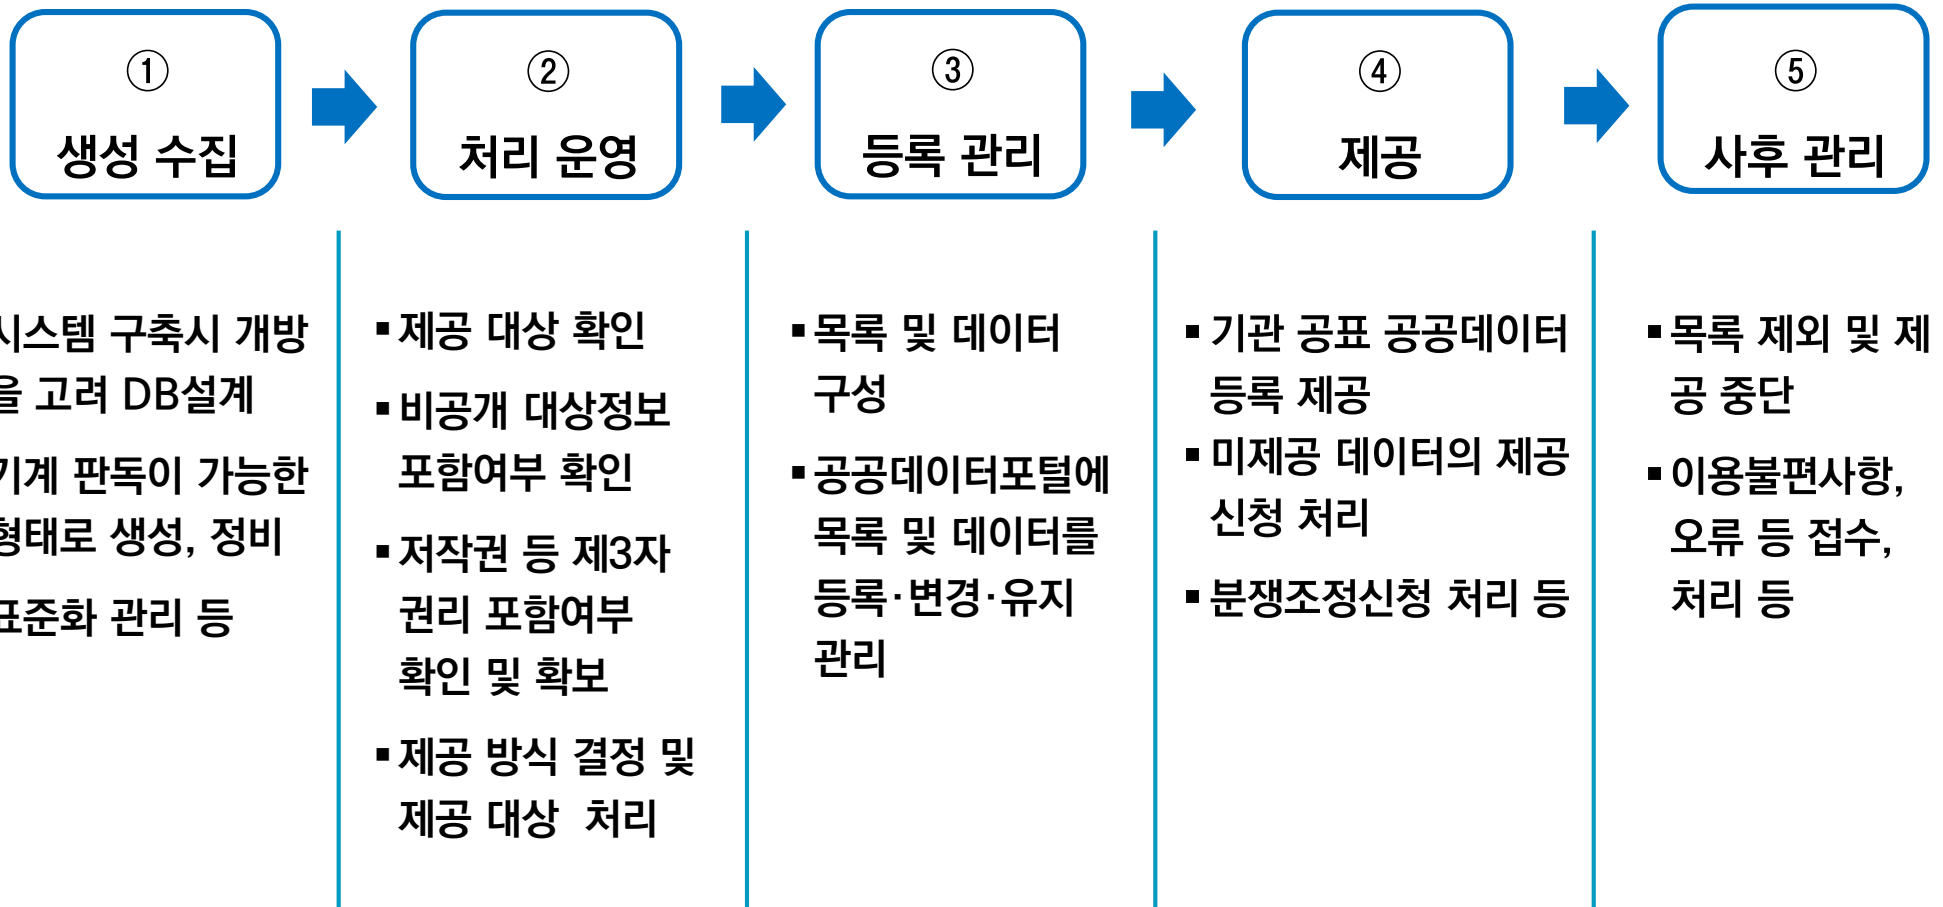 ①
생성 수집
②
처리 운영
③
등록 관리
④
제공
⑤
사후 관리
시스템 구축시 개방
을 고려 DB설계
기계 판독이 가능한
형태로 생성, 정비
표준화 관리 등
▪ 제공 대상 확인
▪ 비공개 대상정보
포함여부 확인
▪ 저작권 등 제3자
권리 포함여부
확인 및 확보
▪ 제공 방식 결정 및
제공 대상 처리
▪ 목록 및 데이터
구성
▪ 공공데이터포털에
목록 및 데이터를
등록·변경·유지
관리
▪ 기관 공표 공공데이터
등록 제공
▪ 미제공 데이터의 제공
신청 처리
▪ 분쟁조정신청 처리 등
▪ 목록 제외 및 제
공 중단
▪ 이용불편사항,
오류 등 접수,
처리 등